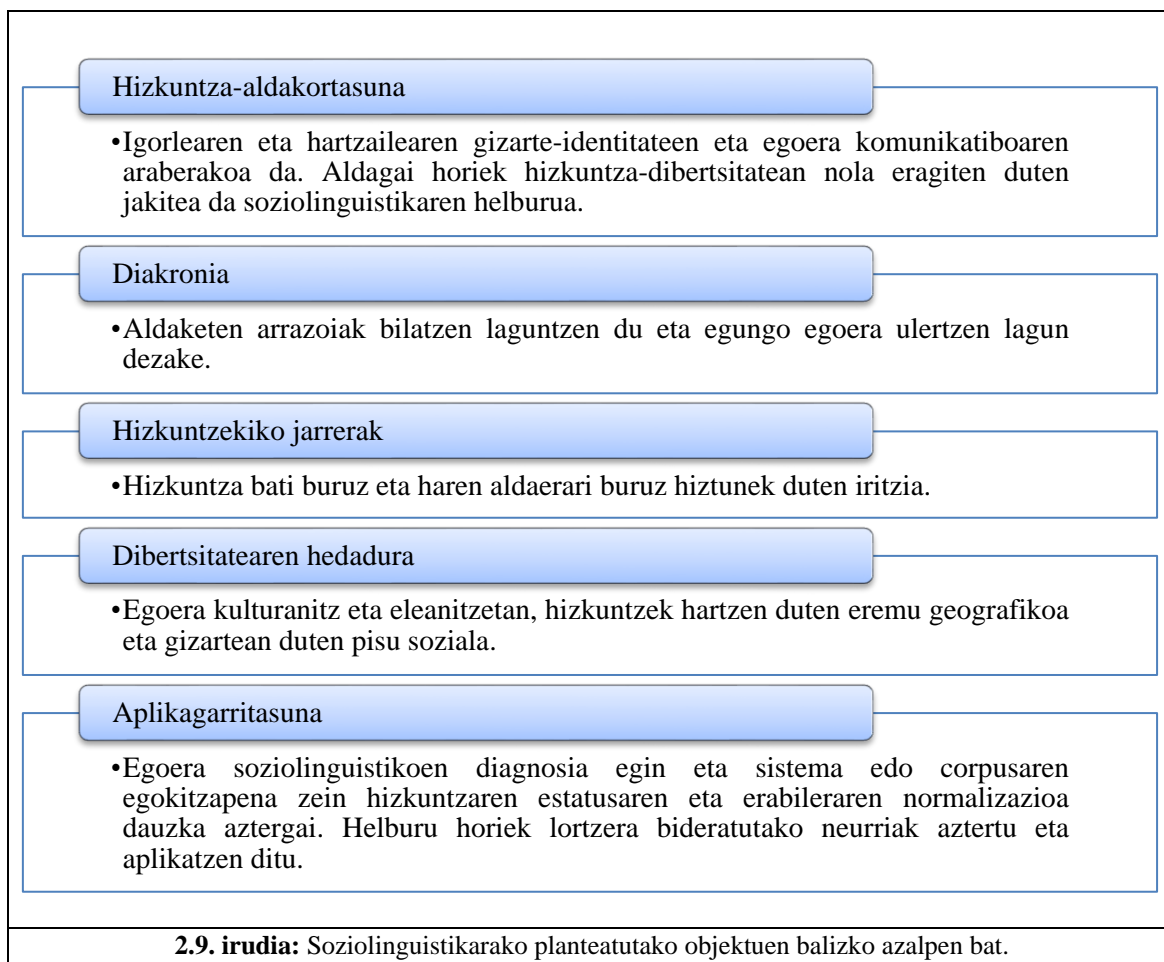 Hizkuntza-aldakortasuna
•Igorlearen eta hartzailearen gizarte-identitateen eta egoera komunikatiboaren
araberakoa da. Aldagai horiek hizkuntza-dibertsitatean nola eragiten duten
jakitea da soziolinguistikaren helburua.
Diakronia
•Aldaketen arrazoiak bilatzen laguntzen du eta egungo egoera ulertzen lagun
dezake.
Hizkuntzekiko jarrerak
•Hizkuntza bati buruz eta haren aldaerari buruz hiztunek duten iritzia.
Dibertsitatearen hedadura
•Egoera kulturanitz eta eleanitzetan, hizkuntzek hartzen duten eremu geografikoa
eta gizartean duten pisu soziala.
Aplikagarritasuna
•Egoera soziolinguistikoen diagnosia egin eta sistema edo corpusaren
egokitzapena zein hizkuntzaren estatusaren eta erabileraren normalizazioa
dauzka aztergai. Helburu horiek lortzera bideratutako neurriak aztertu eta
aplikatzen ditu.
2.9. irudia: Soziolinguistikarako planteatutako objektuen balizko azalpen bat.